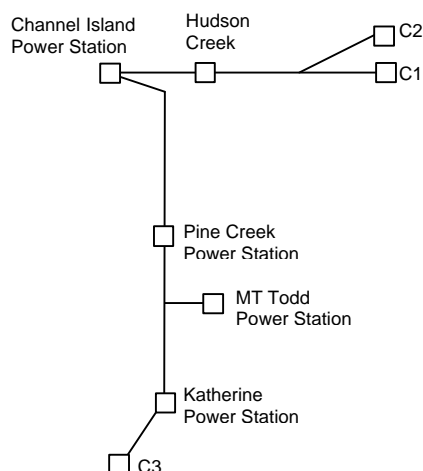 Channel Island
Power Station
Hudson
Creek
C2
C1
Pine Creek
Power Station
MT Todd
Power Station
Katherine
Power Station
C3